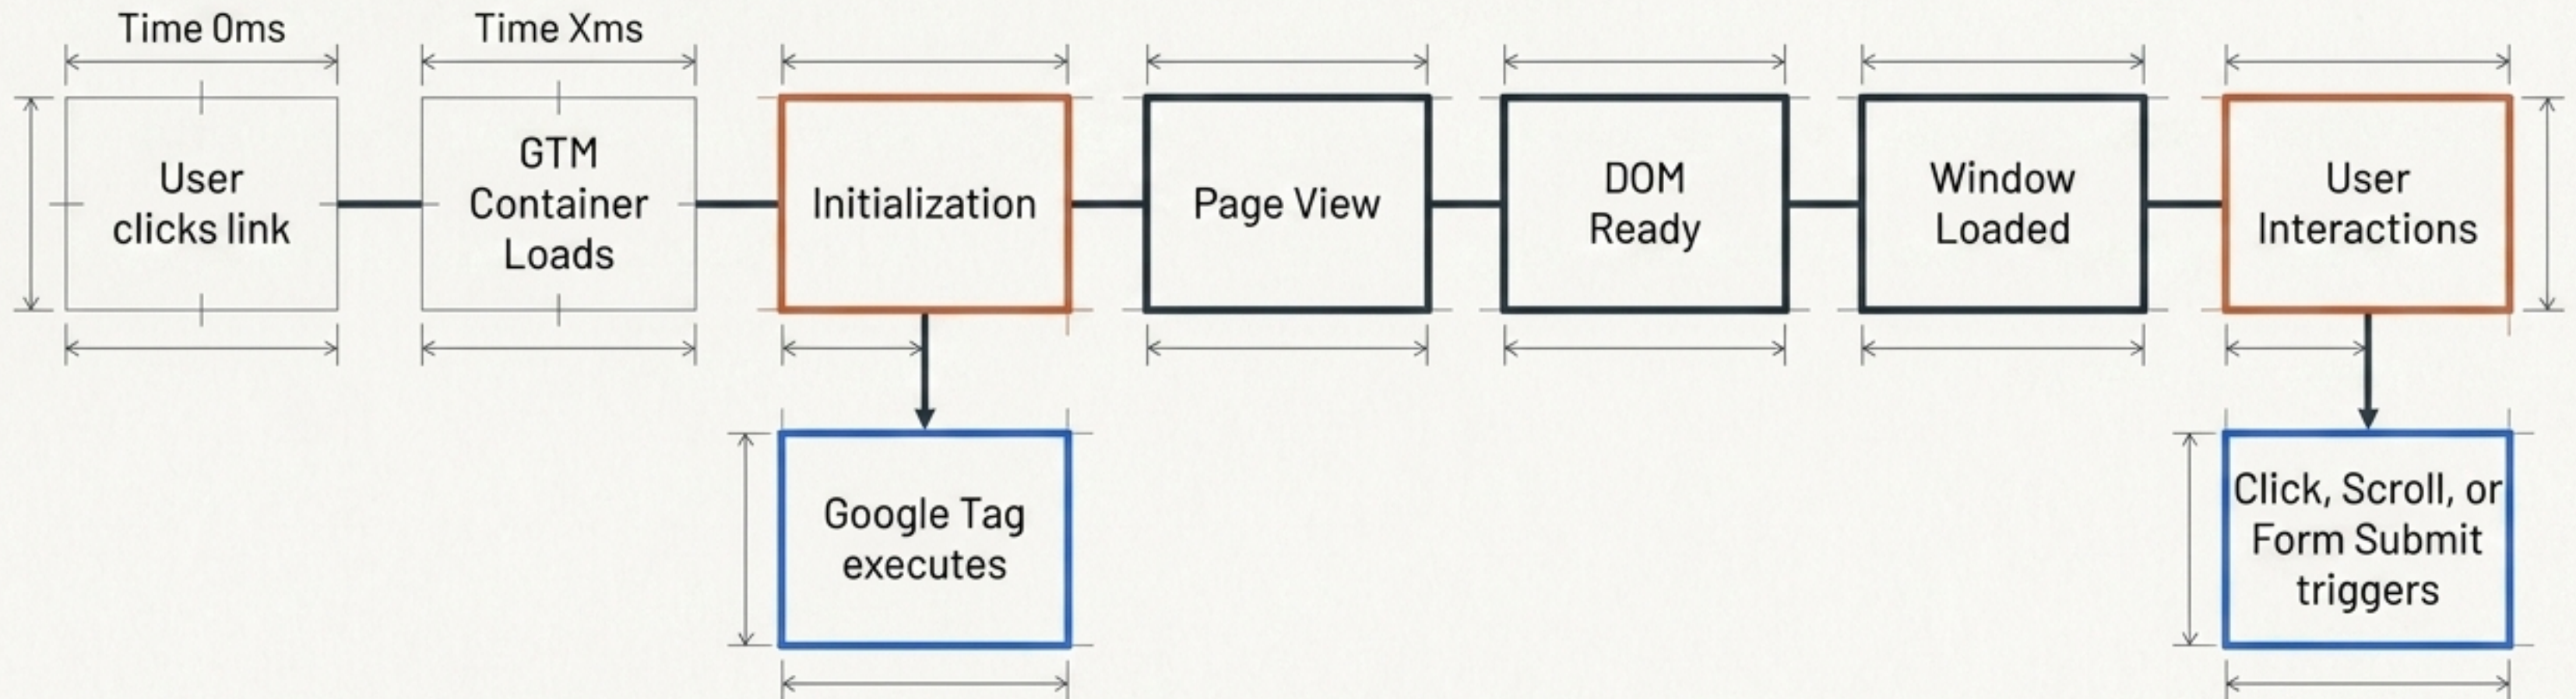 Time 0ms
Time Xms
User
clicks link
GTM
Container
Loads
Initialization
Page View
DOM
Ready
Window
Loaded
User
Interactions
Google Tag
executes
Click, Scroll, or
Form Submit
triggers